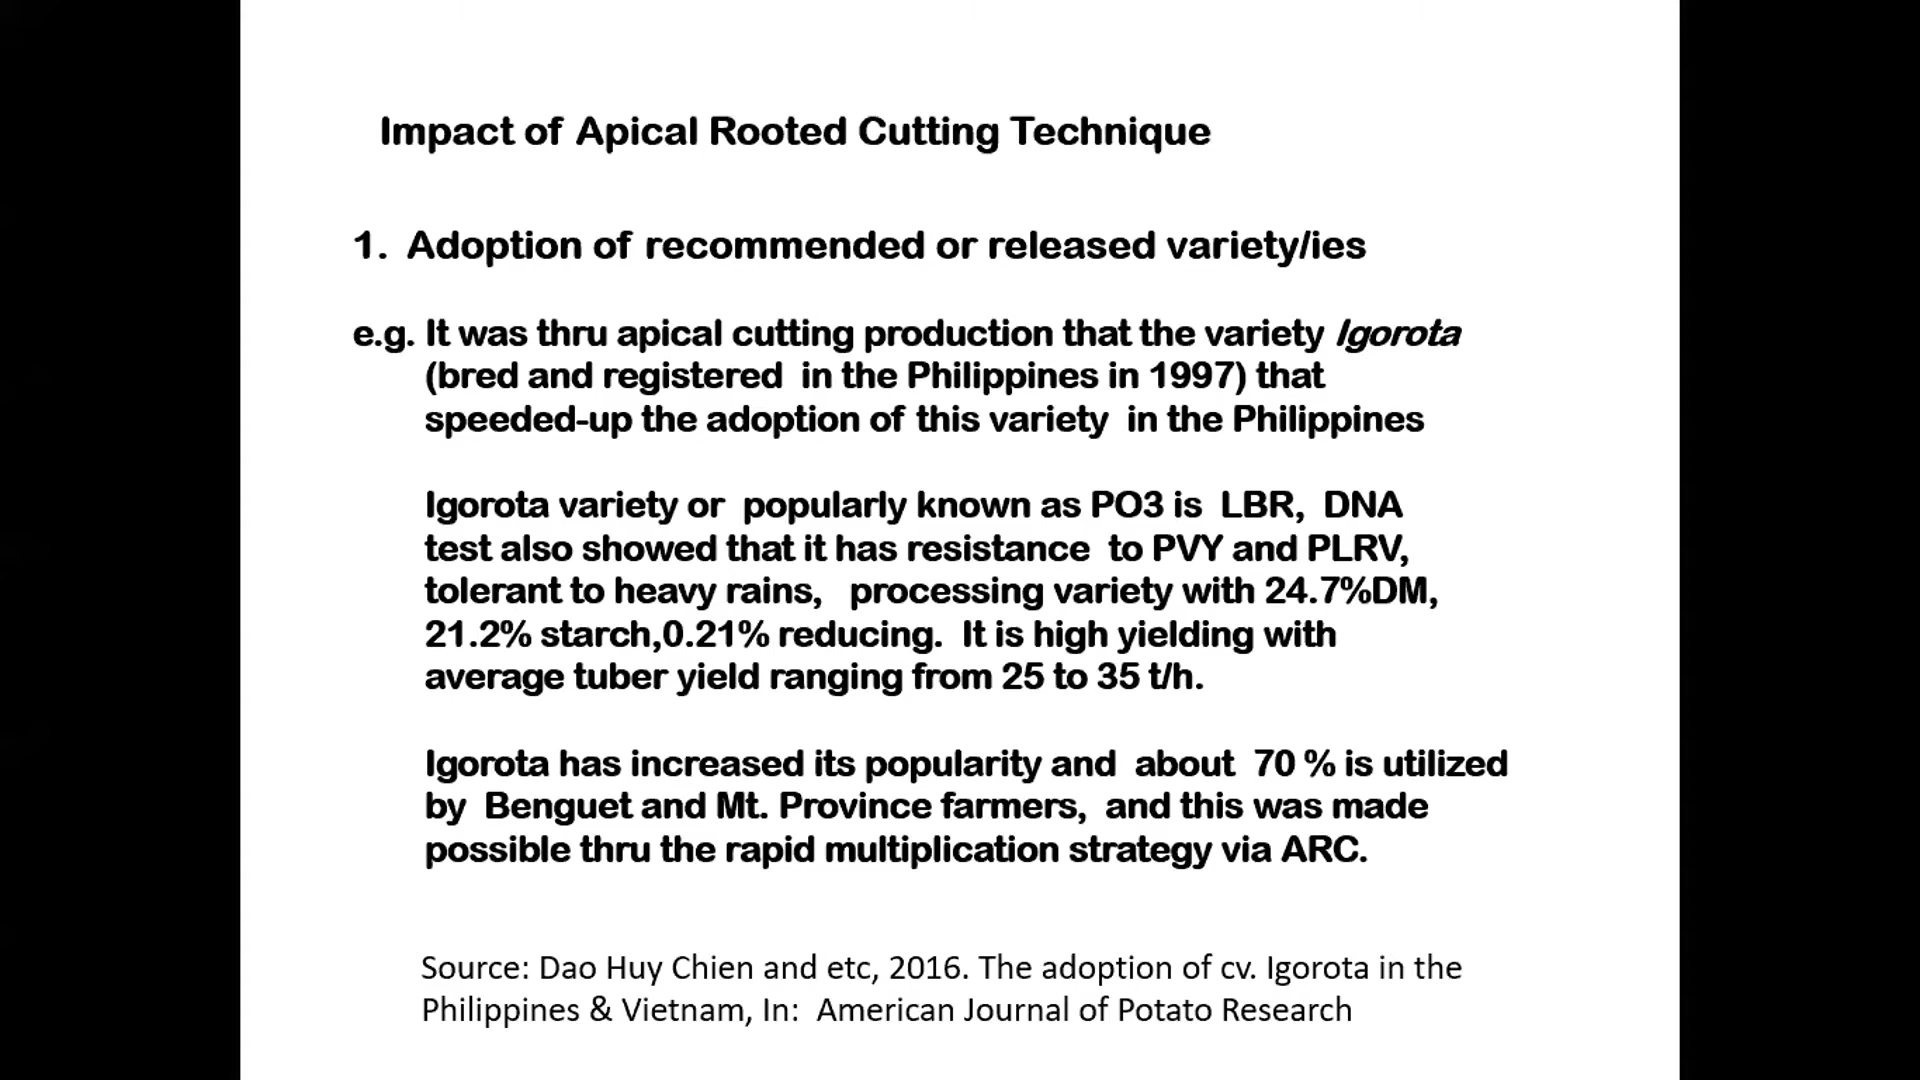 Impact of Apical Rooted Cutting Technique
1. Adoption of recommended or released variety/ies
e.g. It was thru apical cutting production that the variety Igorota
(bred and registered in the Philippines in 1997) that
speeded-up the adoption of this variety in the Philippines
Igorota variety or popularly known as PO3 is LBR, DNA
test also showed that it has resistance to PVY and PLRV,
tolerant to heavy rains, processing variety with 24.7%DM,
21.2% starch,0.21% reducing. It is high yielding with
average tuber yield ranging from 25 to 35 t/h.
Igorota has increased its popularity and about 70 % is utilized
by Benguet and Mt. Province farmers, and this was made
possible thru the rapid multiplication strategy via ARC.
Source: Dao Huy Chien and etc, 2016. The adoption of cv. Igorota in the
Philippines & Vietnam, In: American Journal of Potato Research